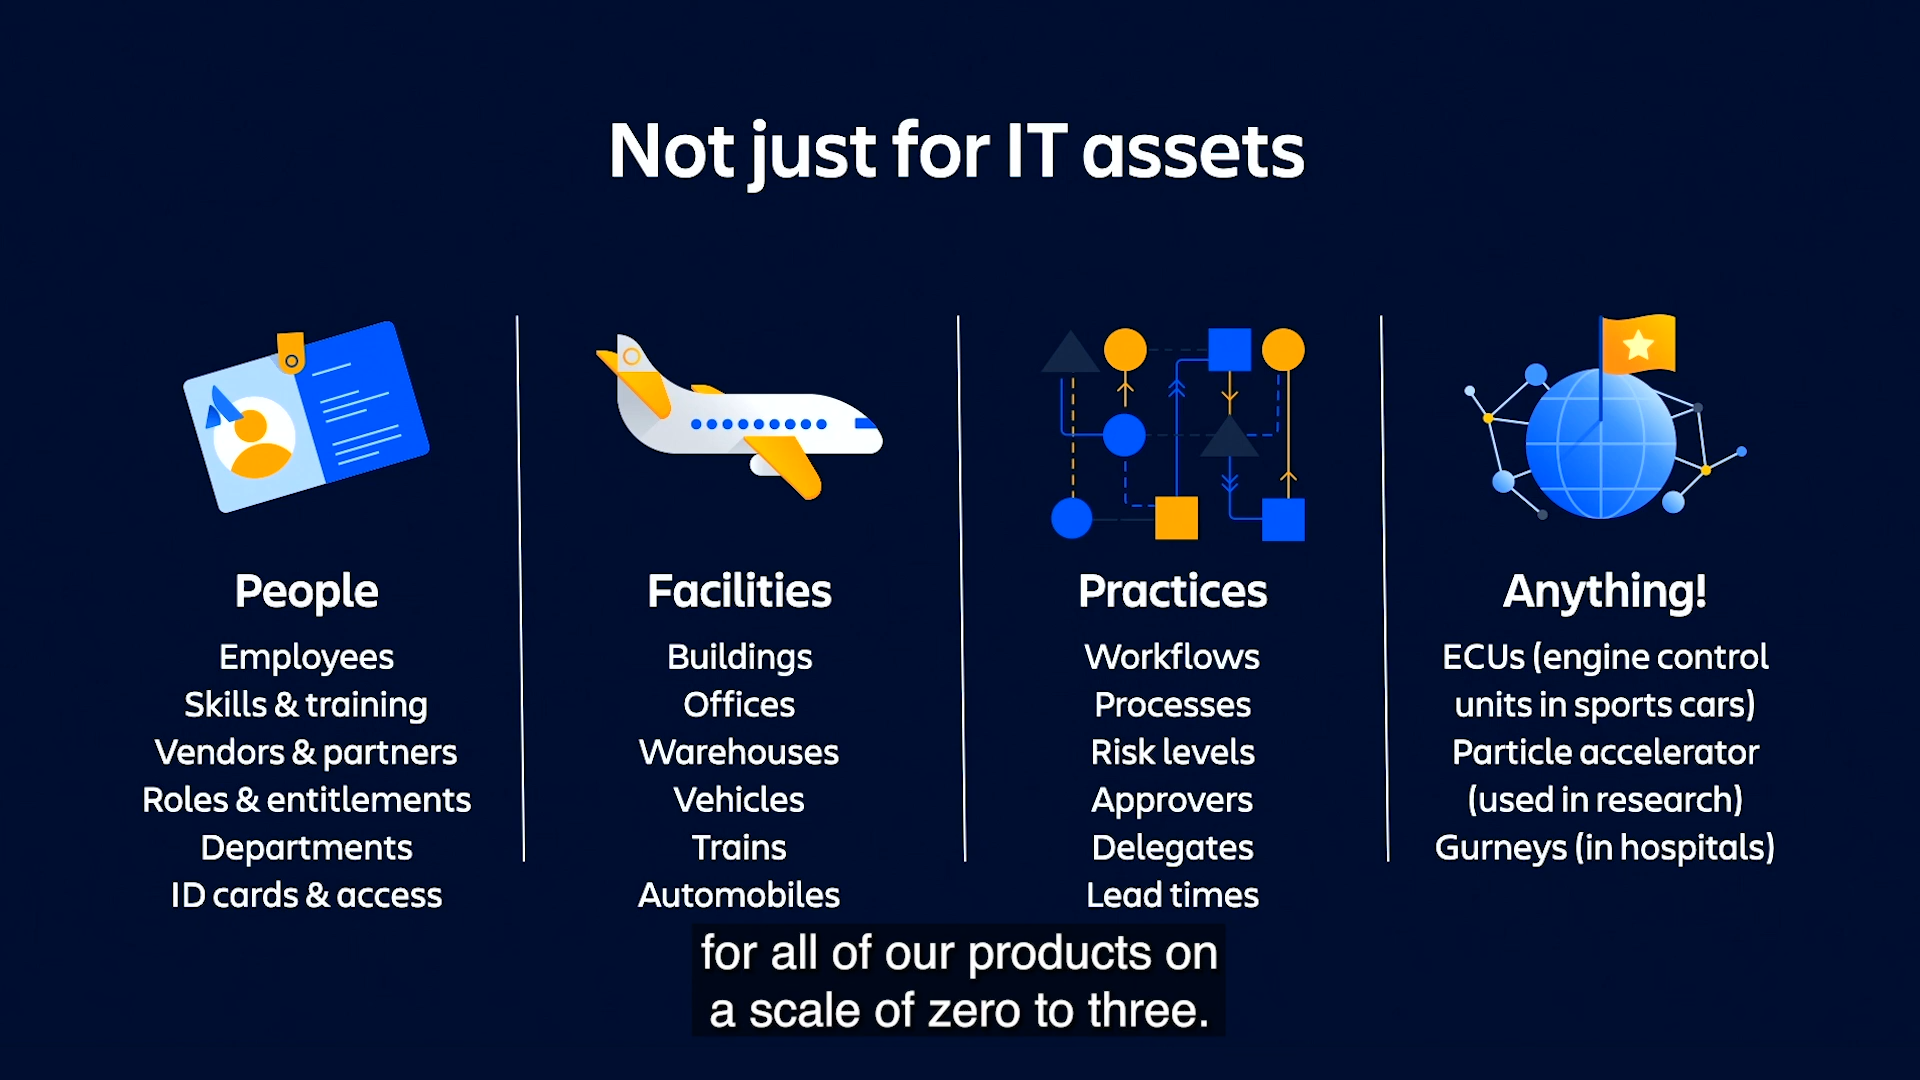 Not just for IT assets
People
Employees
Skills & training
Vendors & partners
Roles & entitlements
Departments
ID cards & access
Facilities
Buildings
Offices
Warehouses
Vehicles
Trains
Automobiles
Practices
Workflows
Processes
Risk levels
Approvers
Delegates
Lead times
Anything!
ECUs (engine control
units in sports cars)
Particle accelerator
(used in research)
Gurneys (in hospitals)
for all of our products on
a scale of zero to three.